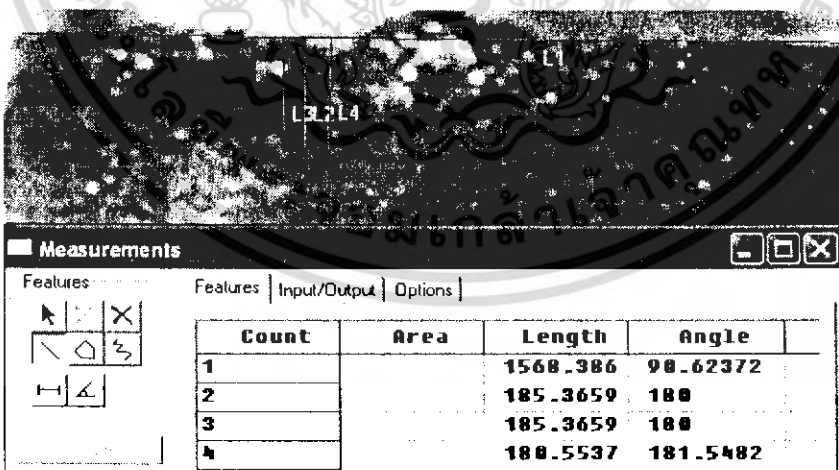 L1
L3L2L4
Measurements
Features
Features Input/Output Options
Count Area Length Angle
1 1568.386 90.62372
2 185.3659 180
3 185.3659 180
4 180.5537 181.5482